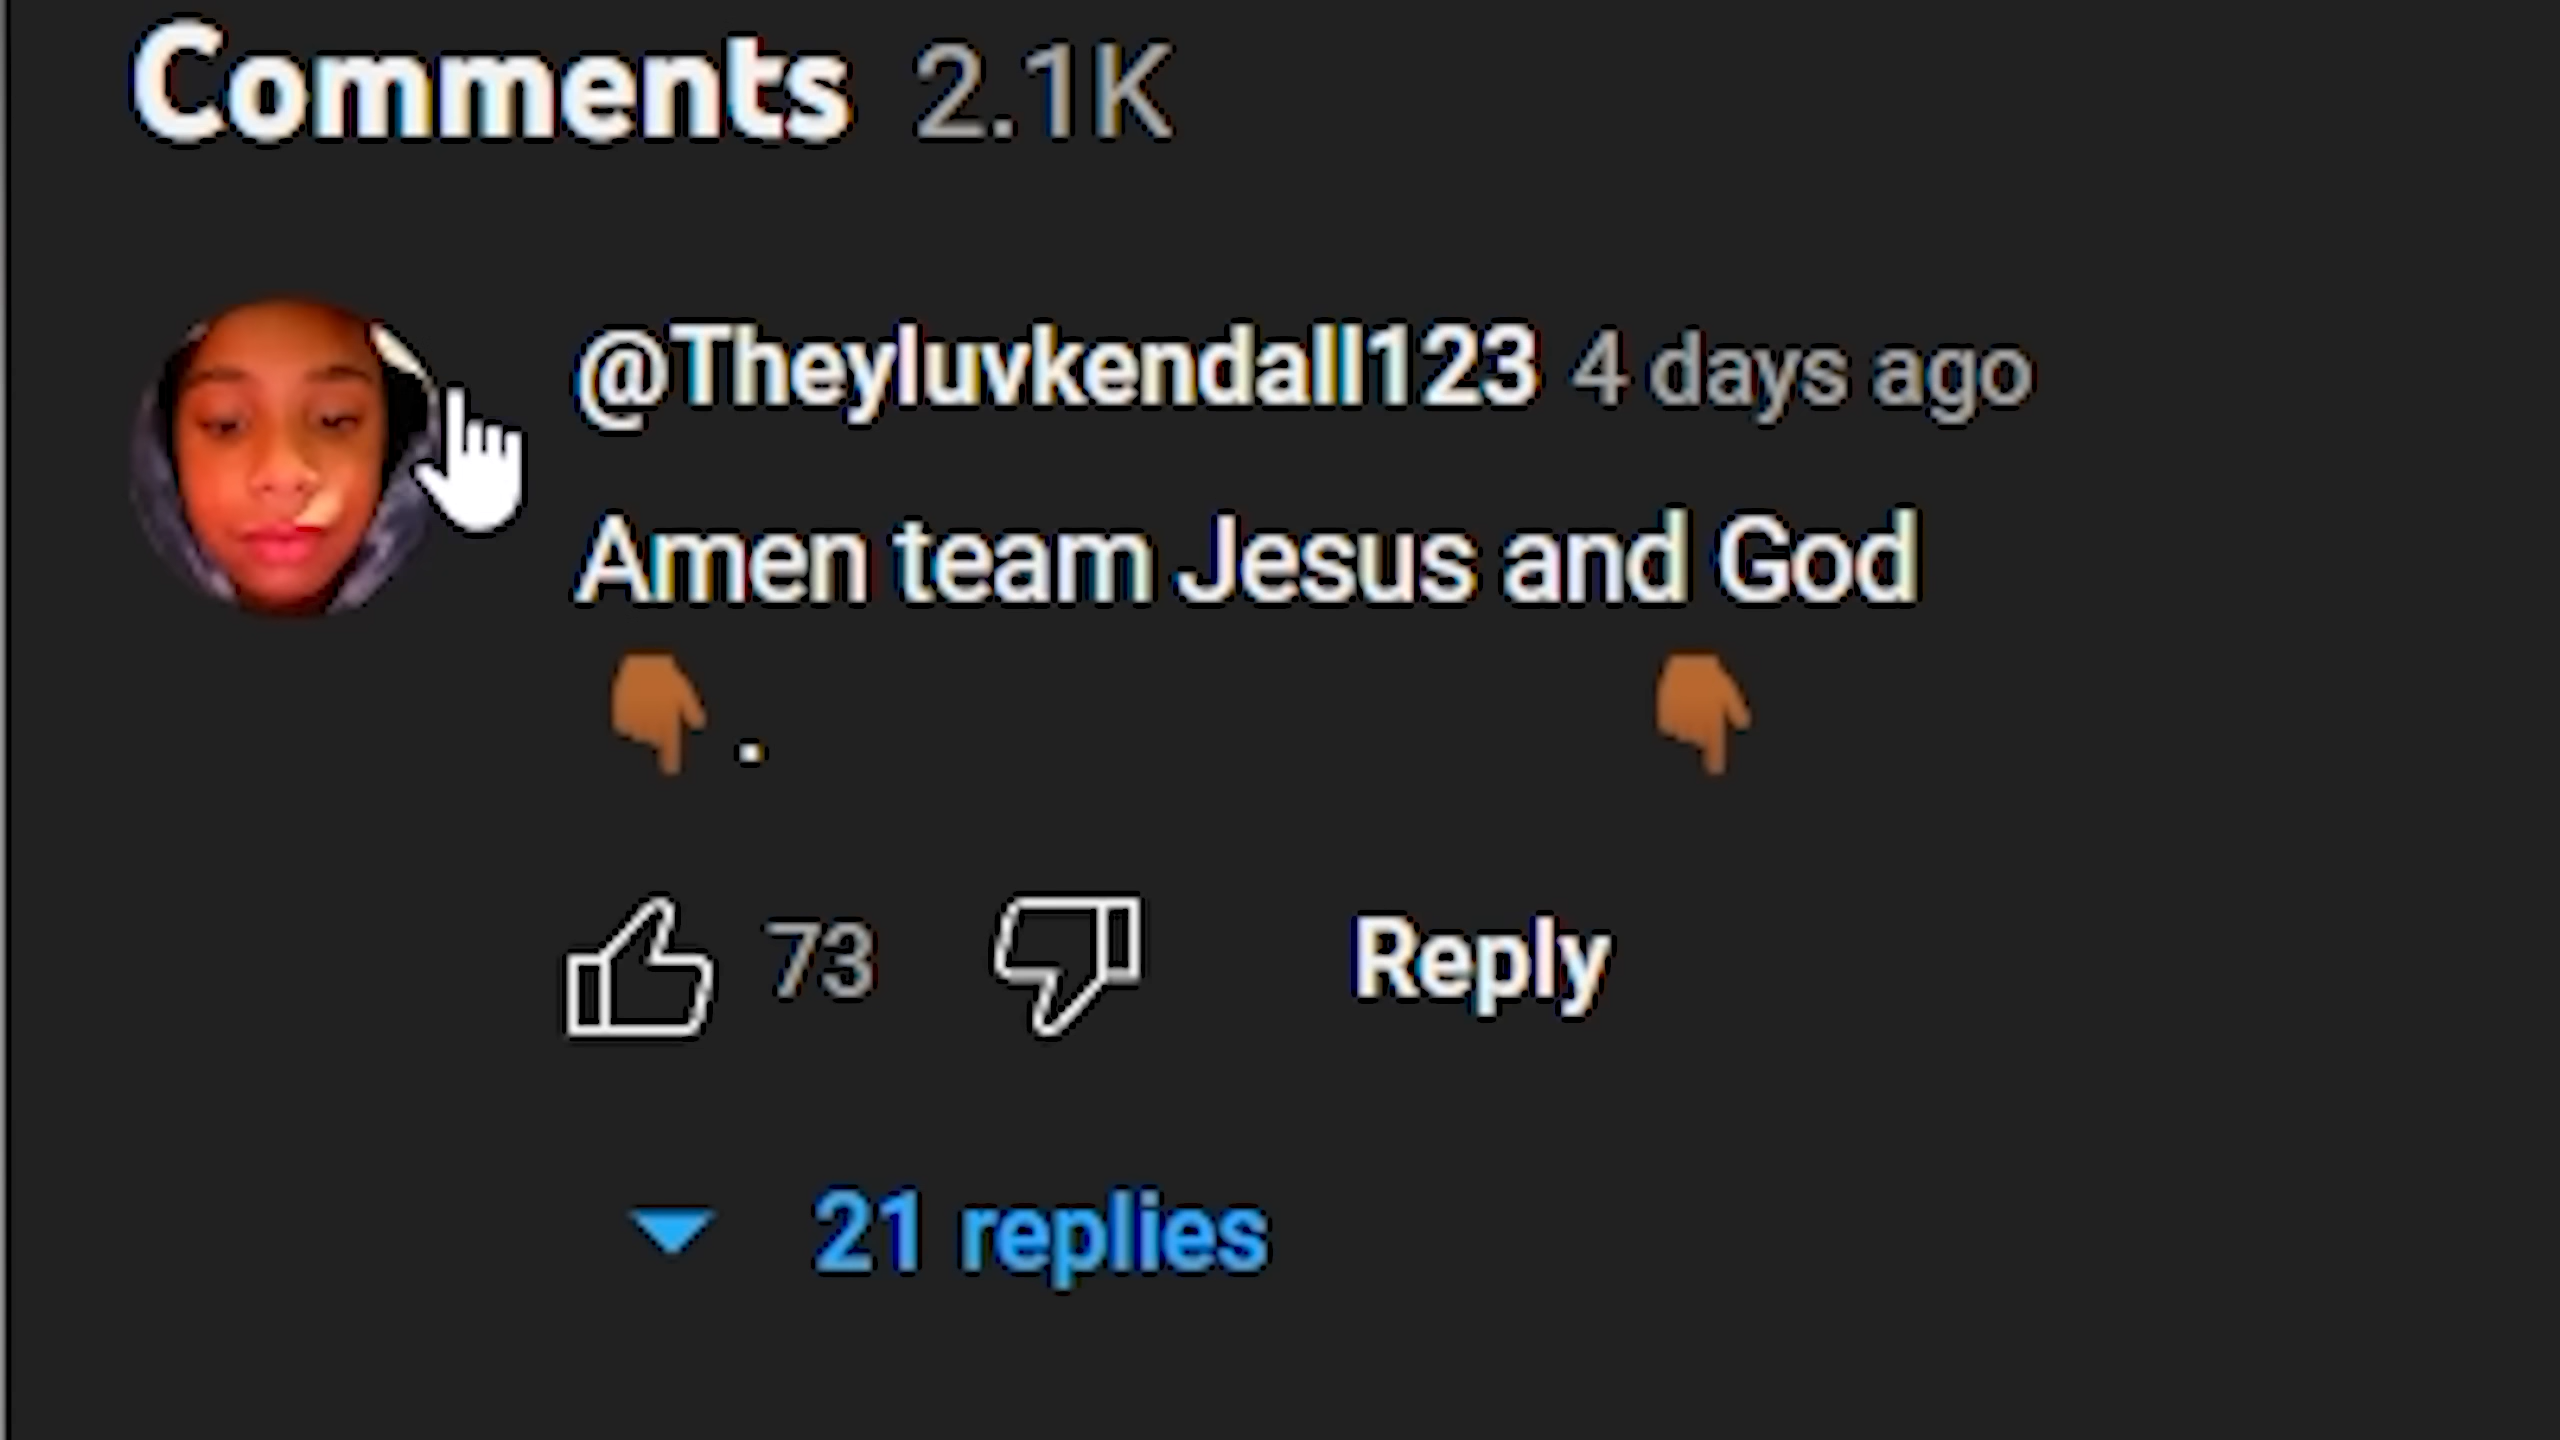 Comments 2.1K
@Theyluvkendall123 4 days ago
Amen team Jesus and God
👇🏾. 👇🏾
73 Reply
21 replies